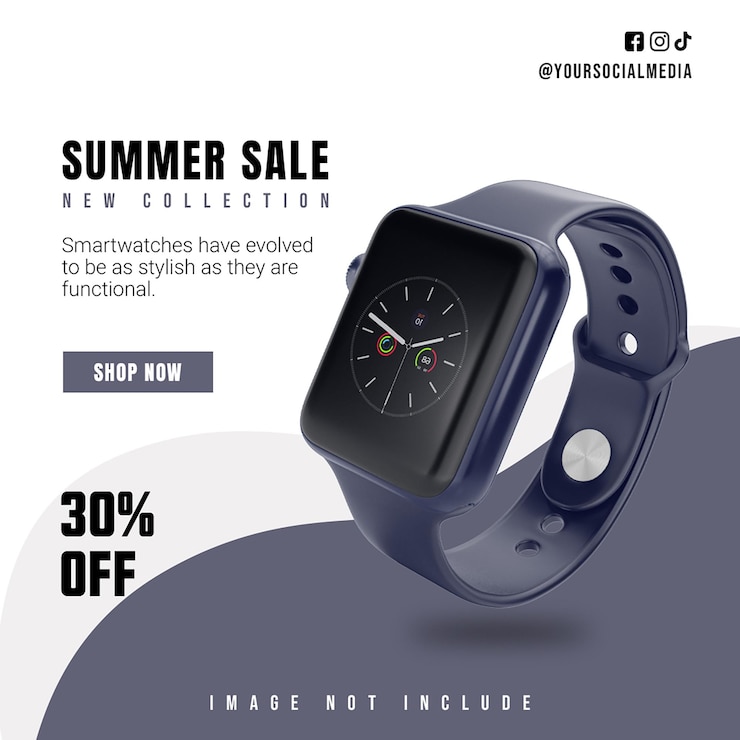 @YOURSOCIALMEDIA
SUMMER SALE
NEW COLLECTION
Smartwatches have evolved
to be as stylish as they are
functional.
SHOP NOW
30%
OFF
IMAGE NOT INCLUDE